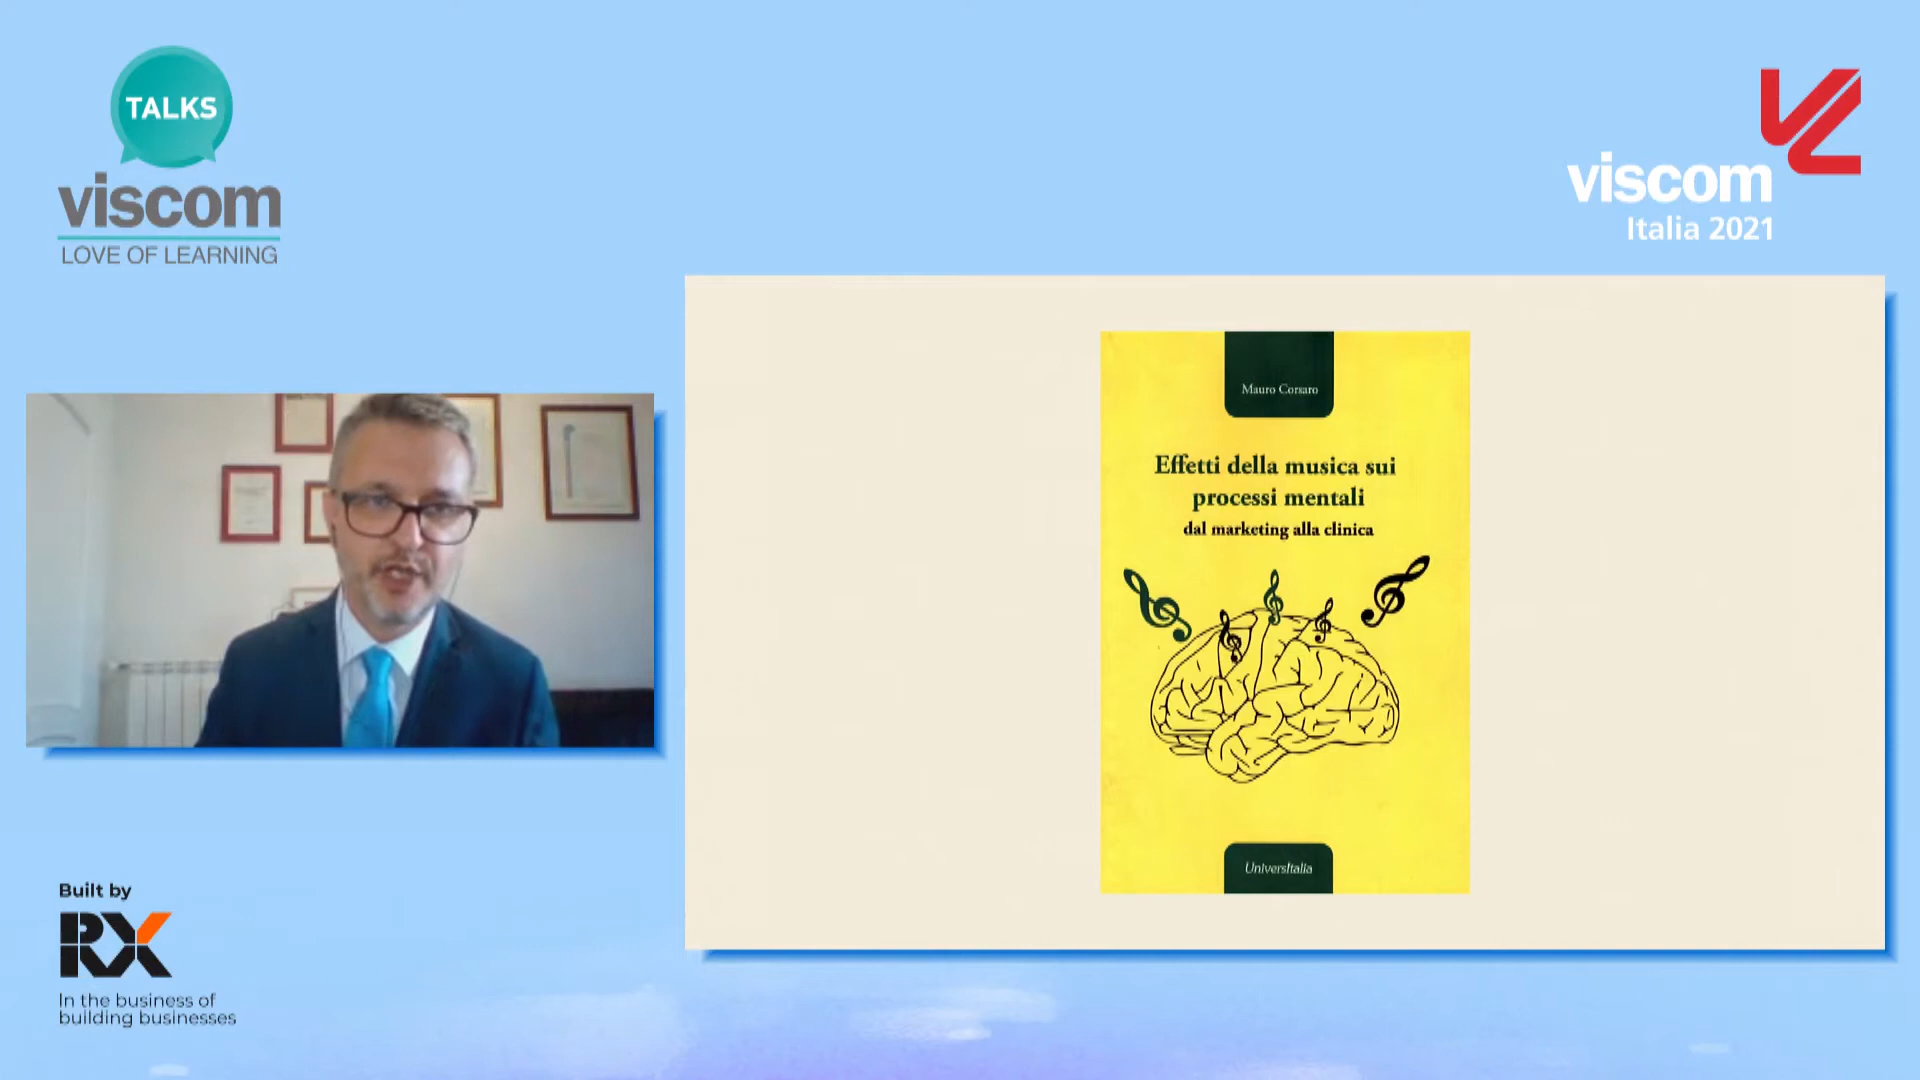 TALKS
viscom
LOVE OF LEARNING
viscom
Italia 2021
Mauro Corsaro
Effetti della musica sui
processi mentali
dal marketing alla clinica
UniversItalia
Built by
RX
In the business of
building businesses